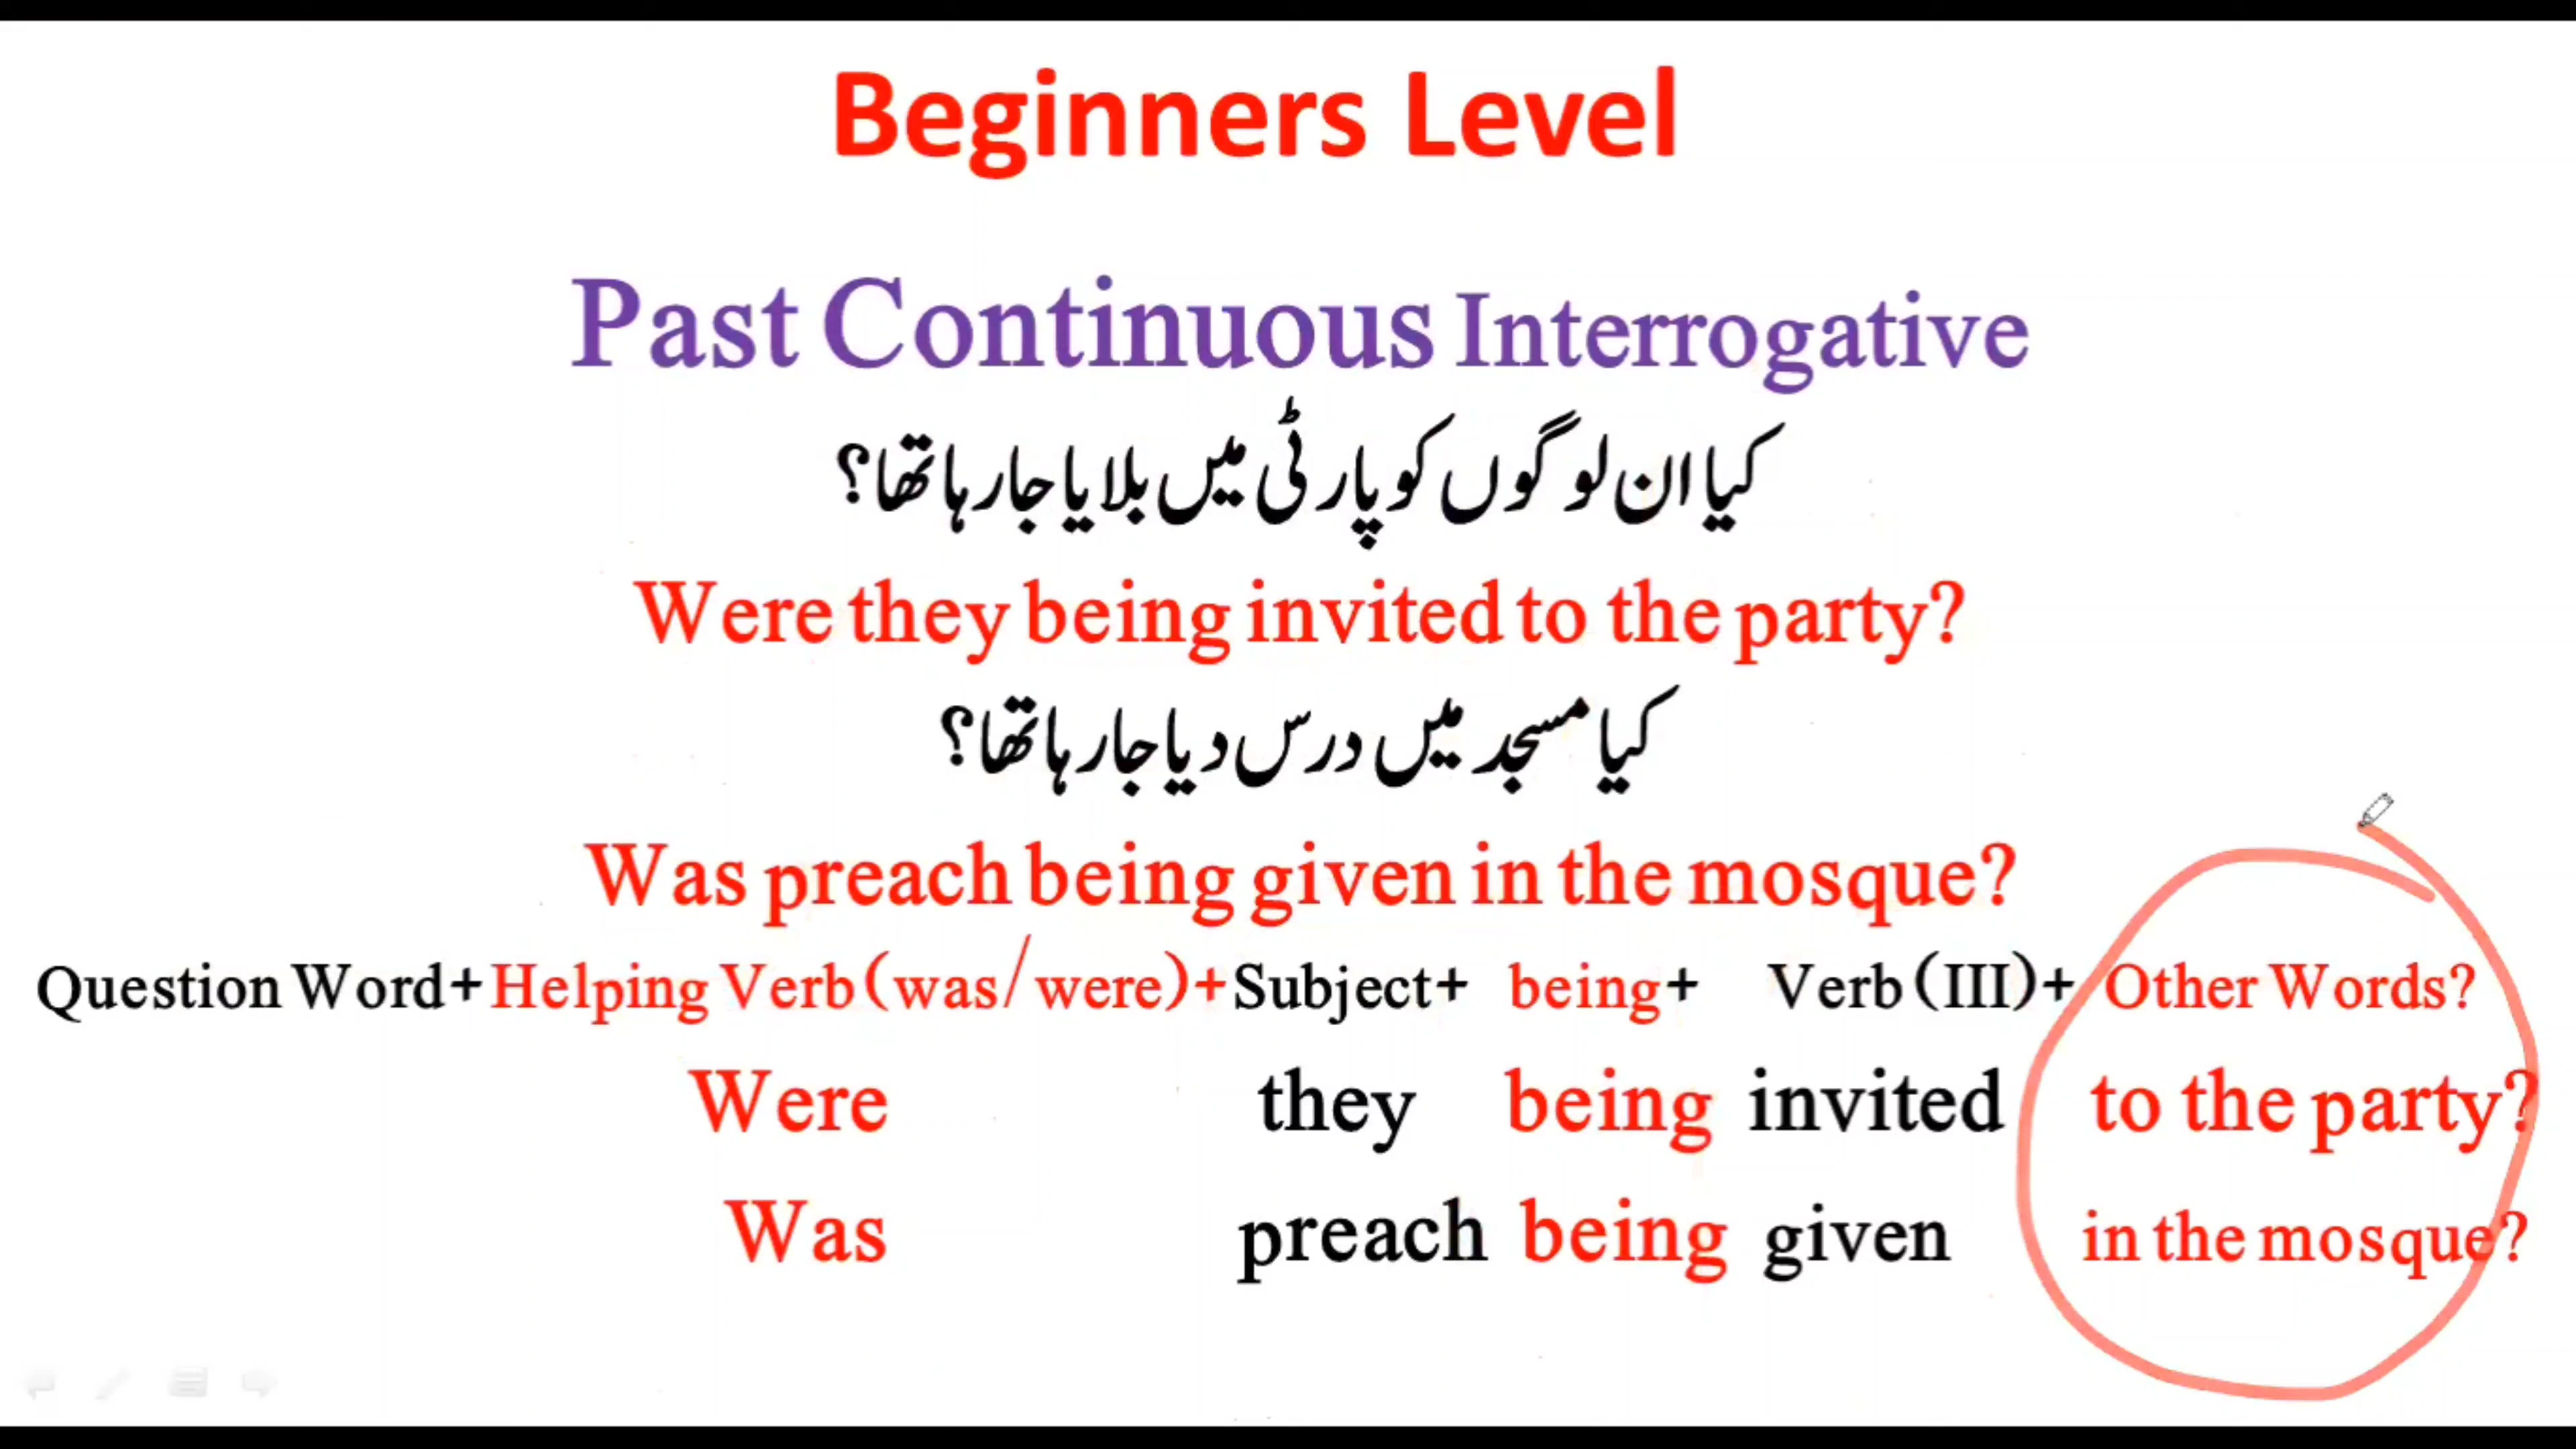 Beginners Level
Past Continuous Interrogative
کیا ان لوگوں کو پارٹی میں بلایا جا رہا تھا؟
Were they being invited to the party?
کیا مسجد میں درس دیا جا رہا تھا؟
Was preach being given in the mosque?
Question Word+Helping Verb(was/were)+Subject+ being+ Verb(III)+ Other Words?
Were they being invited to the party?
Was preach being given in the mosque?